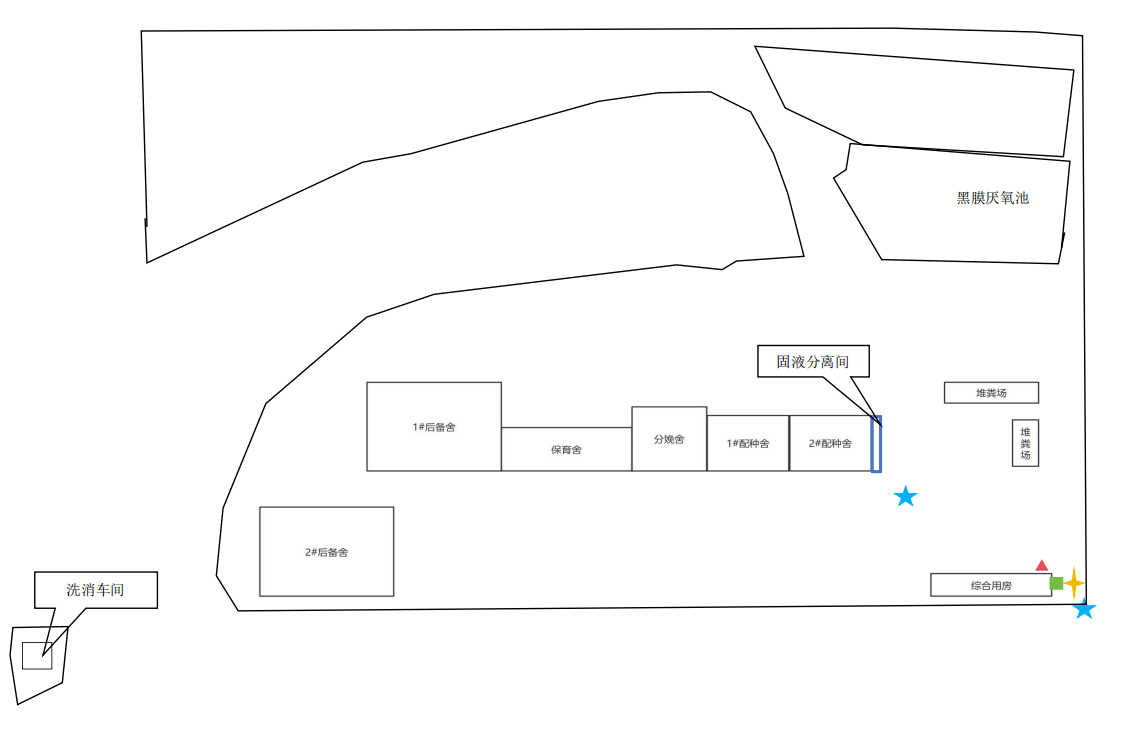 黑膜厌氧池
固液分离间
堆粪场
1#后备舍
保育舍
分娩舍
1#配种舍
2#配种舍
堆
粪
场
2#后备舍
洗消车间
综合用房